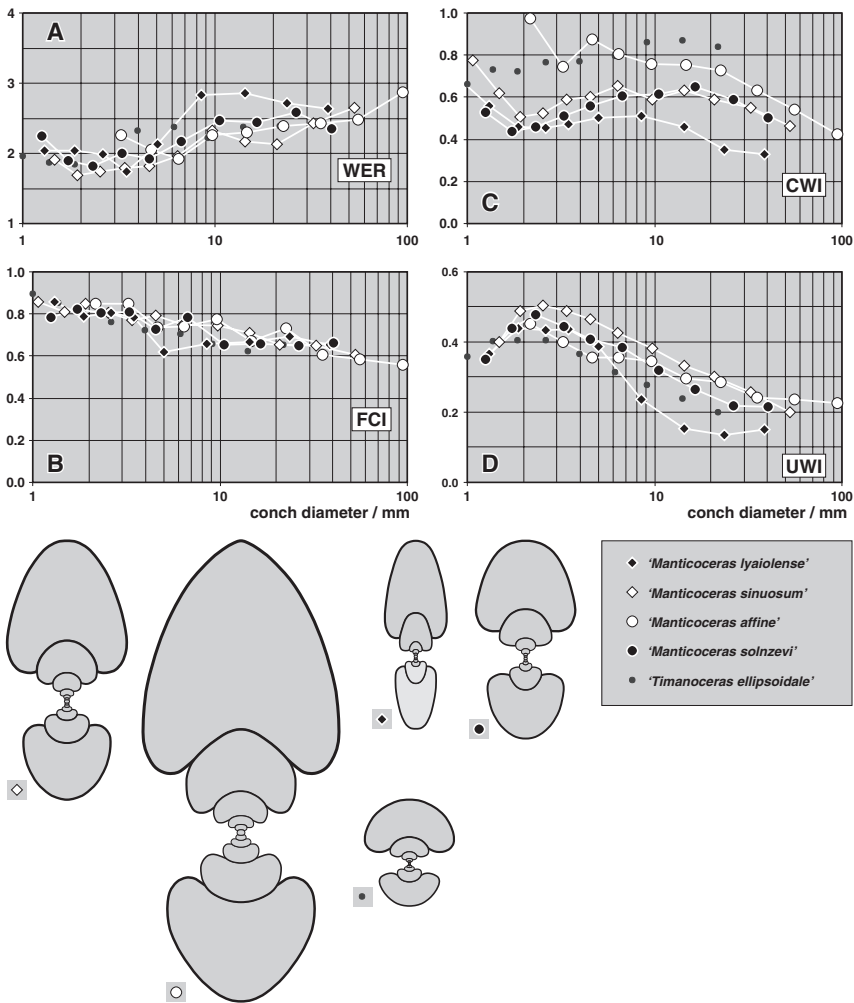 A
4
3
2
1
WER
1
10
100
C
1.0
0.8
0.6
0.4
0.2
0.0
CWI
1
10
100
B
1.0
0.8
0.6
0.4
0.2
0.0
FCI
1
10
100
conch diameter / mm
D
0.6
0.4
0.2
0.0
UWI
1
10
100
conch diameter / mm
‘Manticoceras lyaiolense’
‘Manticoceras sinuosum’
‘Manticoceras affine’
‘Manticoceras solnzevi’
‘Timanoceras ellipsoidale’